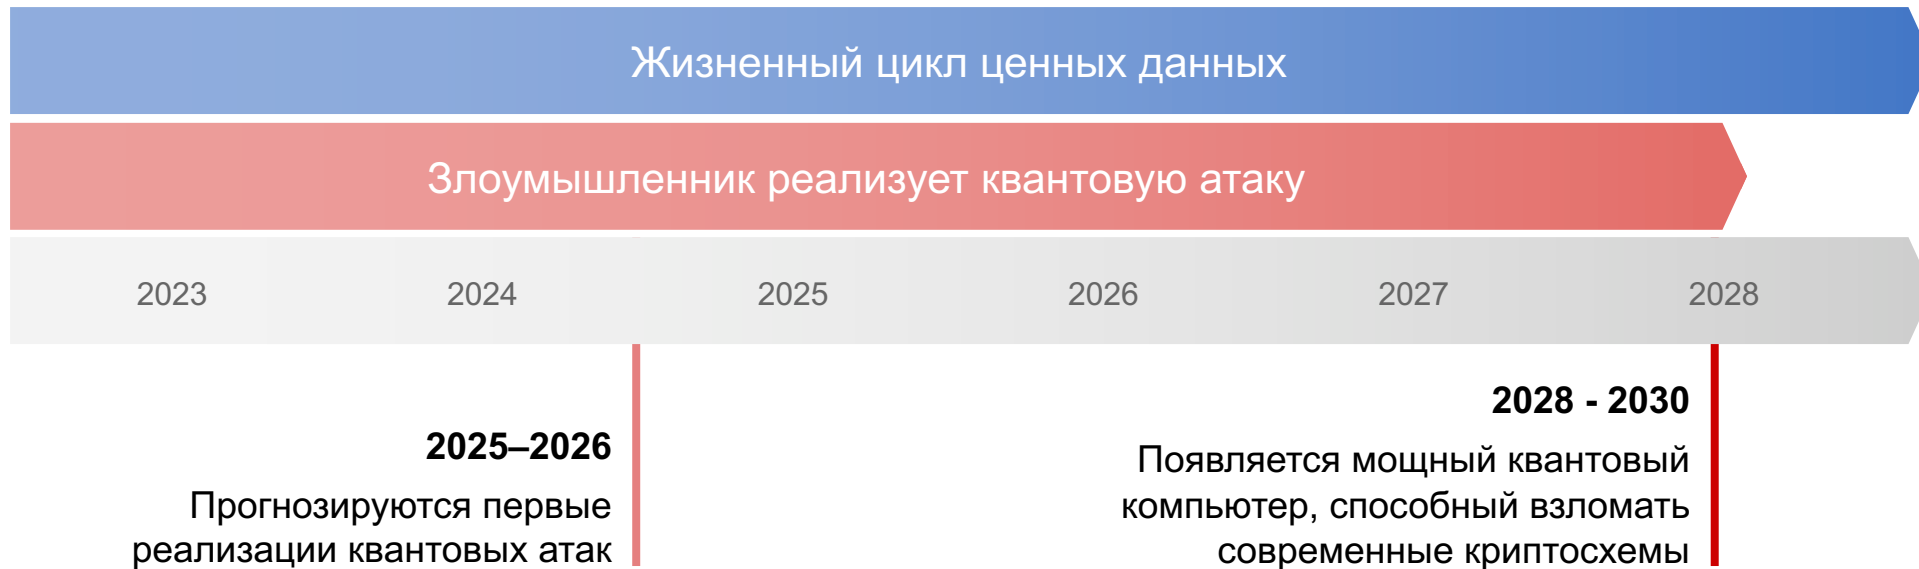 Жизненный цикл ценных данных
Злоумышленник реализует квантовую атаку
2023 2024 2025 2026 2027 2028
2025–2026
Прогнозируются первые
реализации квантовых атак
2028 - 2030
Появляется мощный квантовый
компьютер, способный взломать
современные криптосхемы